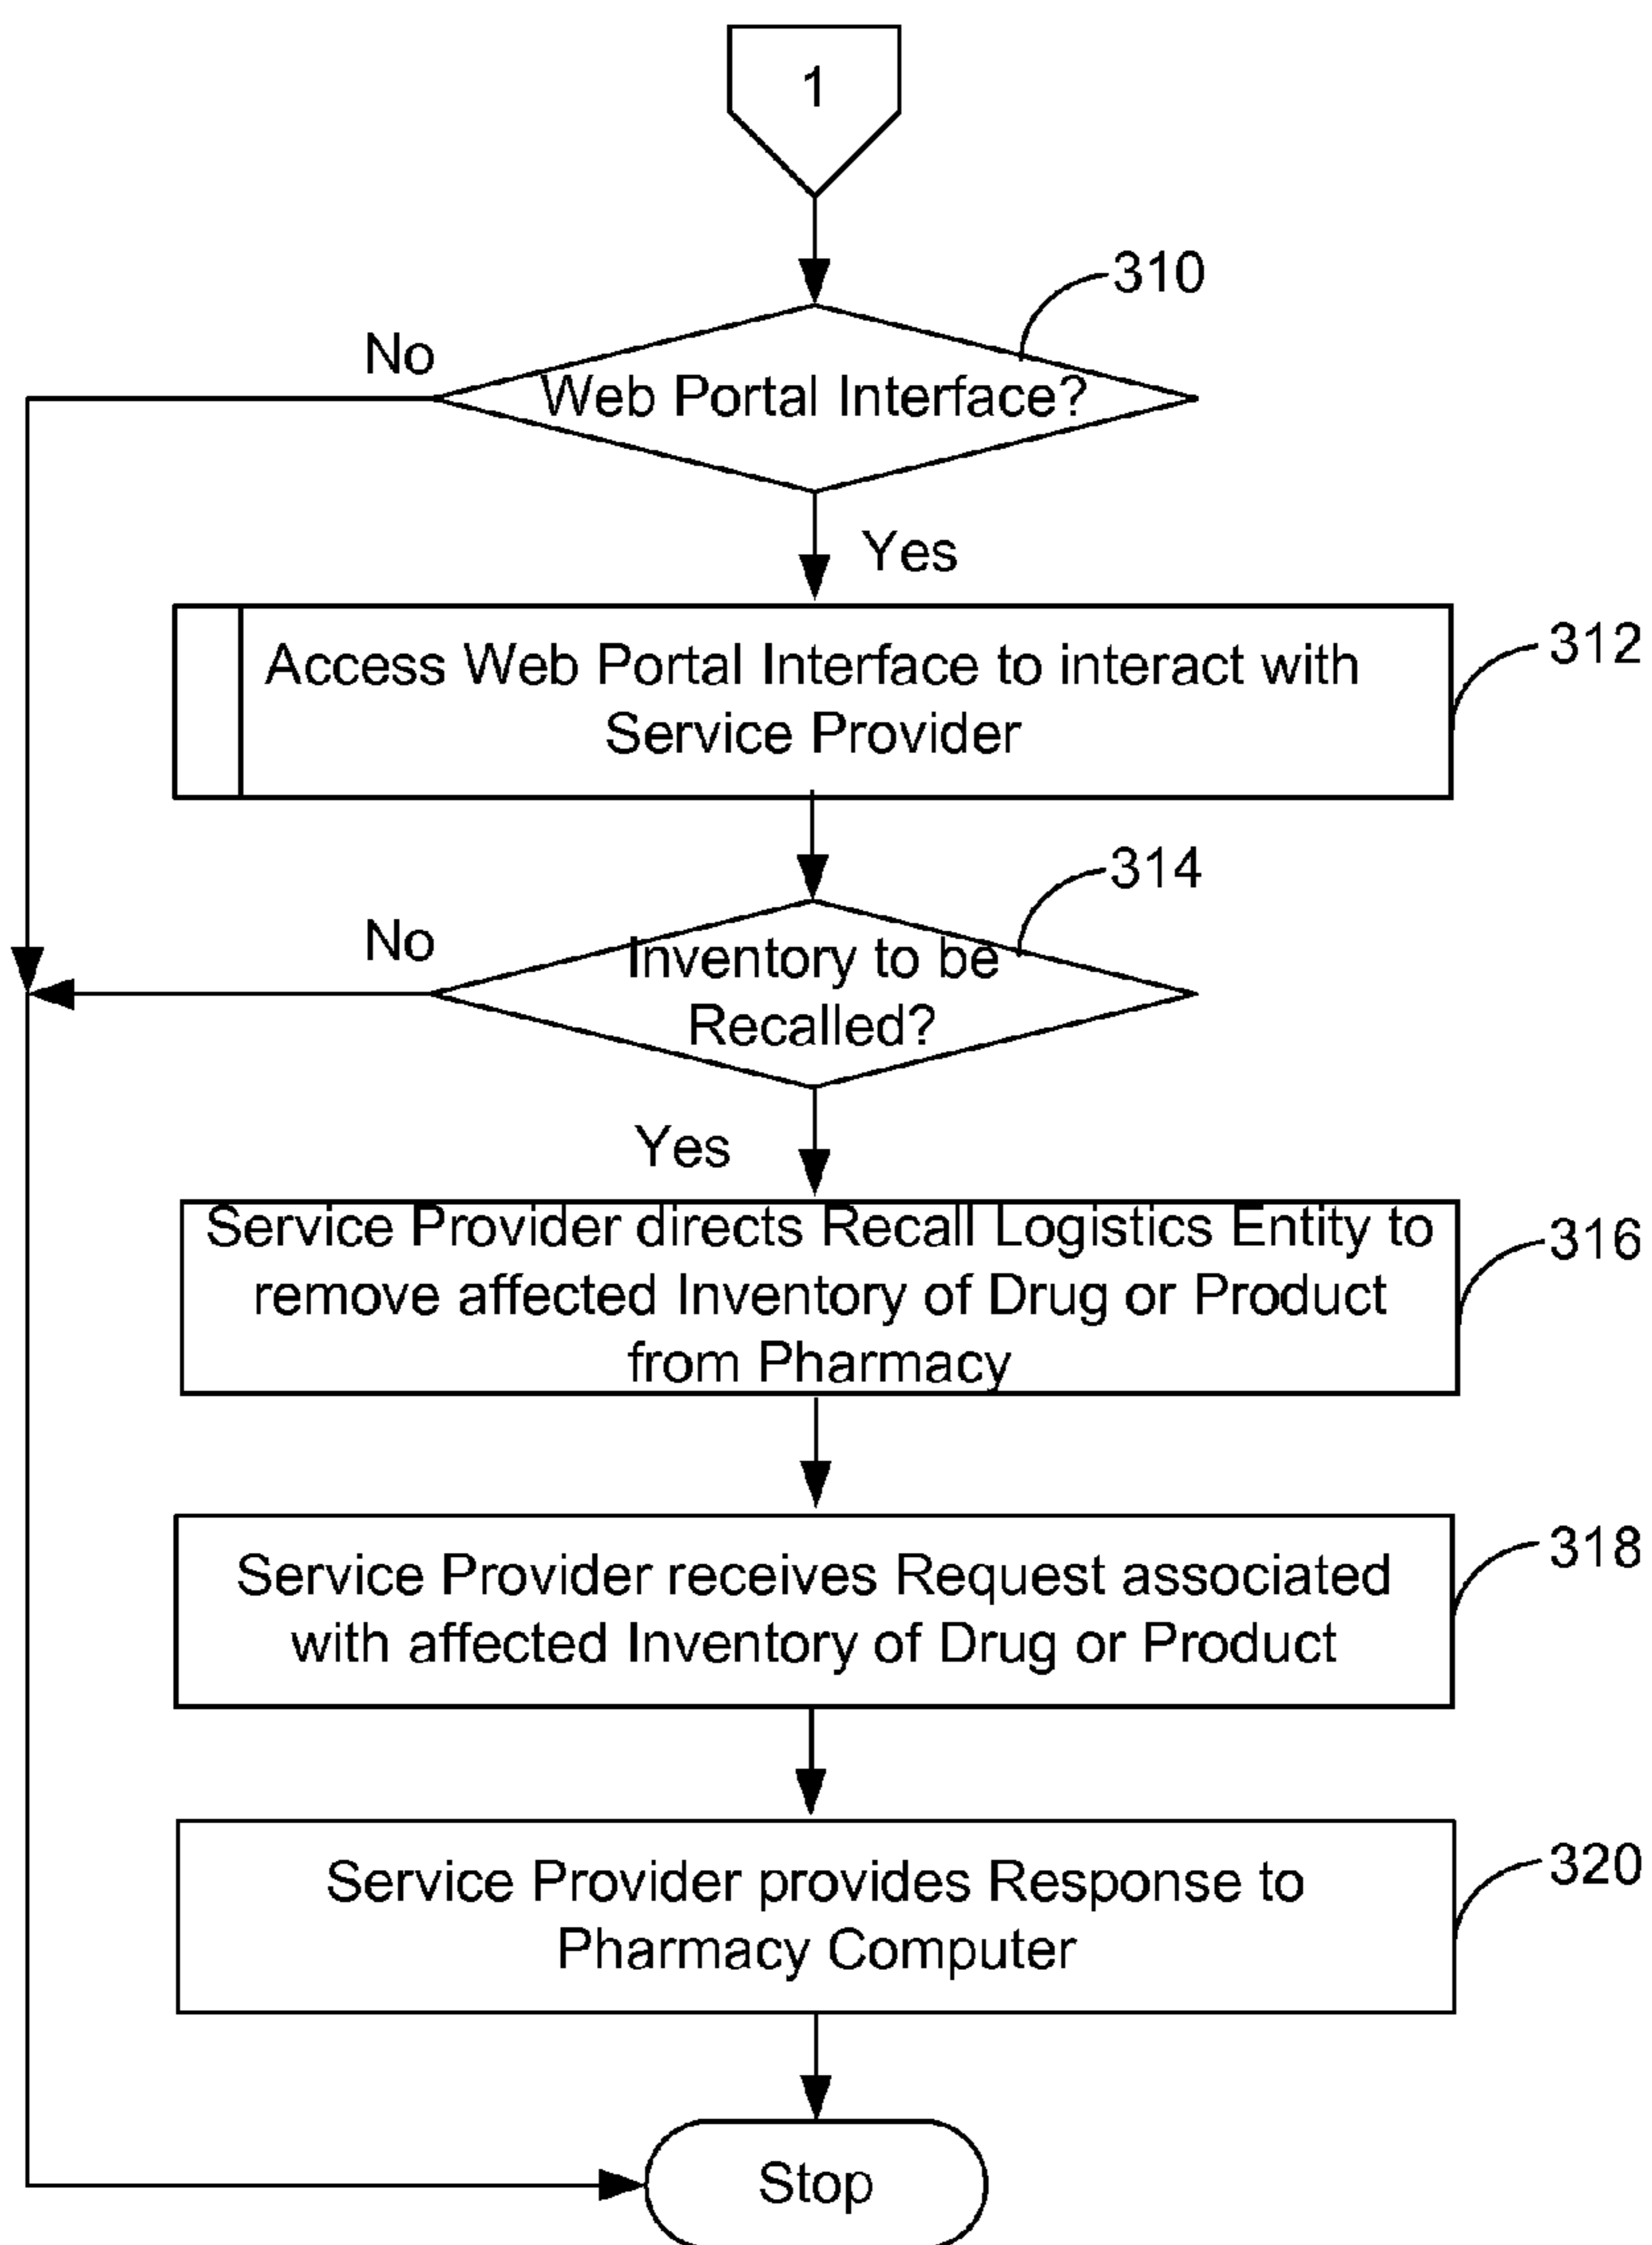 1
310
No
Web Portal Interface?
Yes
312
Access Web Portal Interface to interact with
Service Provider
314
No
Inventory to be
Recalled?
Yes
Service Provider directs Recall Logistics Entity to
remove affected Inventory of Drug or Product
from Pharmacy
316
Service Provider receives Request associated
with affected Inventory of Drug or Product
318
Service Provider provides Response to
Pharmacy Computer
320
Stop